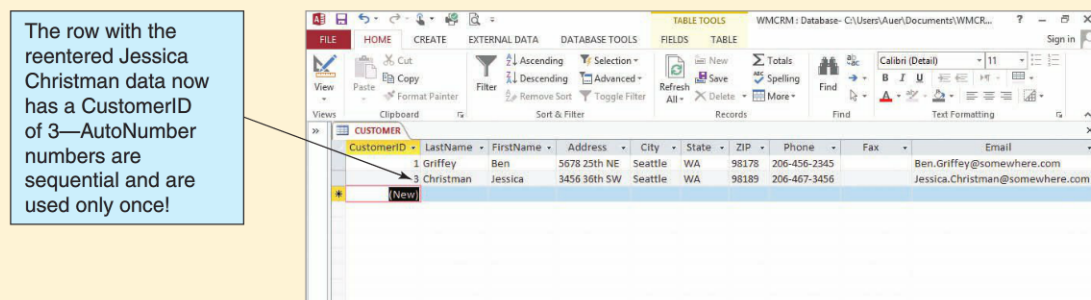 The row with the
reentered Jessica
Christman data now
has a CustomerID
of 3—AutoNumber
numbers are
sequential and are
used only once!
TABLE TOOLS WMCRM : Database- C:\Users\Auer\Documents\WMCR... ?
FILE HOME CREATE EXTERNAL DATA DATABASE TOOLS FIELDS TABLE Sign in
View
Paste
Cut
Copy
Format Painter
Filter
Ascending
Descending
Remove Sort
Selection
Advanced
Toggle Filter
Refresh
All
New
Save
Delete
Totals
Spelling
More
Find
Calibri (Detail) 11
B I U
A
Views Clipboard Sort & Filter Records Find Text Formatting
CUSTOMER
CustomerID LastName FirstName Address City State ZIP Phone Fax Email
1 Griffey Ben 5678 25th NE Seattle WA 98178 206-456-2345 Ben.Griffey@somewhere.com
3 Christman Jessica 3456 36th SW Seattle WA 98189 206-467-3456 Jessica.Christman@somewhere.com
(New)